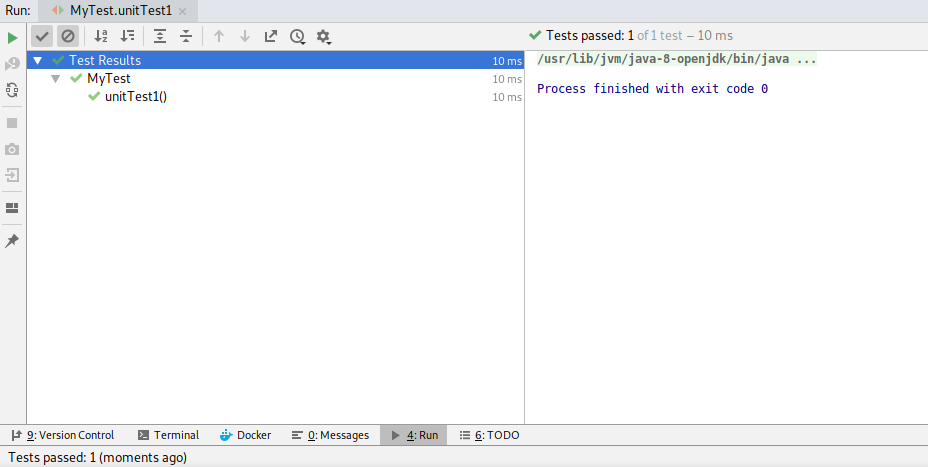 Run: MyTest.unitTest1
Tests passed: 1 of 1 test – 10 ms
Test Results 10 ms
MyTest 10 ms
unitTest1() 10 ms
/usr/lib/jvm/java-8-openjdk/bin/java ...
Process finished with exit code 0
9: Version Control Terminal Docker 0: Messages 4: Run 6: TODO
Tests passed: 1 (moments ago)